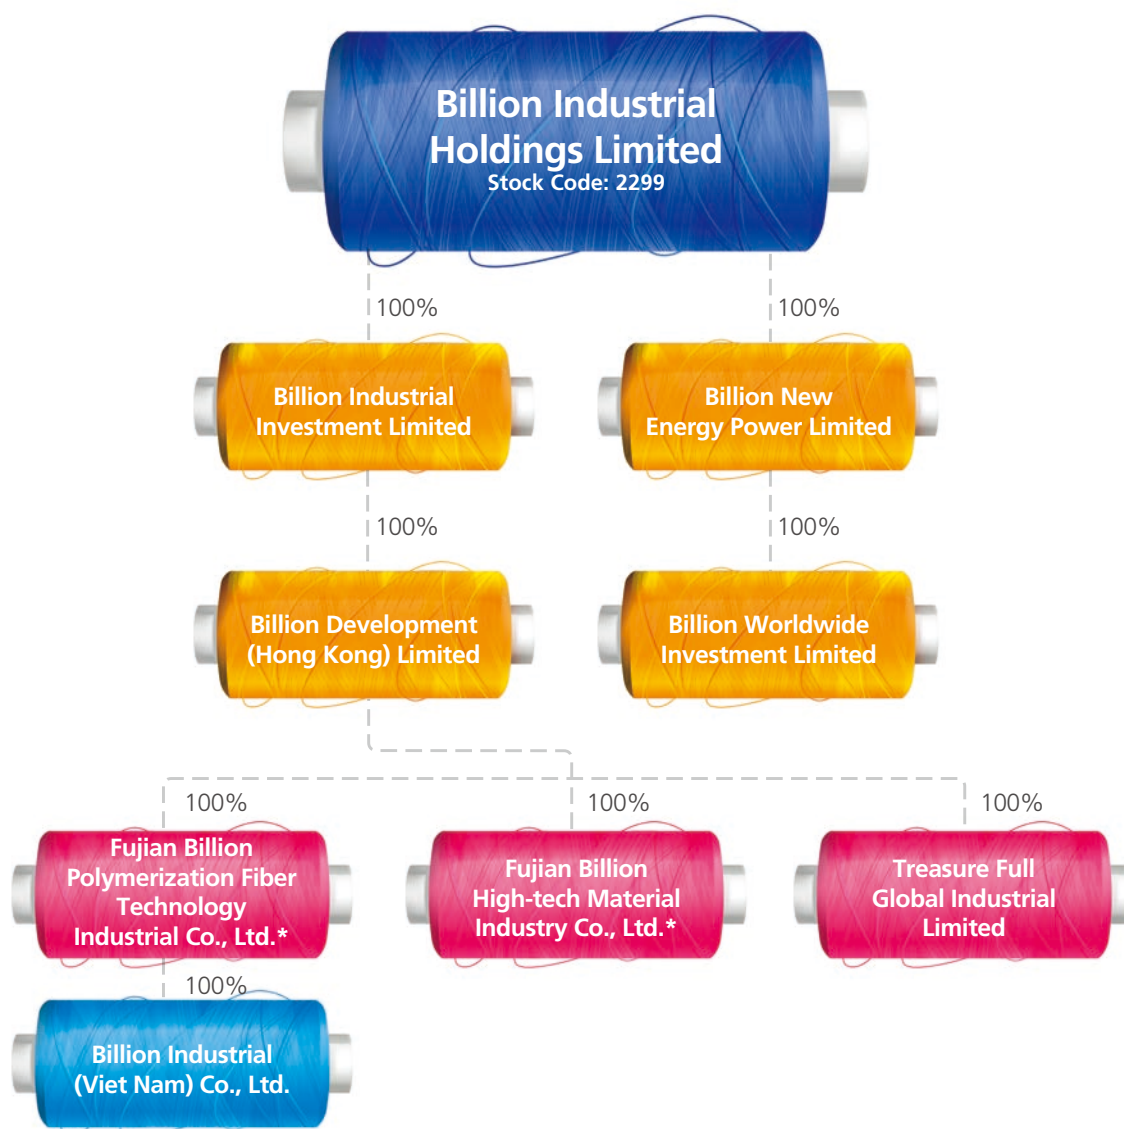 Billion Industrial
Holdings Limited
Stock Code: 2299
100%
100%
Billion Industrial
Investment Limited
Billion New
Energy Power Limited
100%
100%
Billion Development
(Hong Kong) Limited
Billion Worldwide
Investment Limited
100%
100%
100%
Fujian Billion
Polymerization Fiber
Technology
Industrial Co., Ltd.*
Fujian Billion
High-tech Material
Industry Co., Ltd.*
Treasure Full
Global Industrial
Limited
100%
Billion Industrial
(Viet Nam) Co., Ltd.